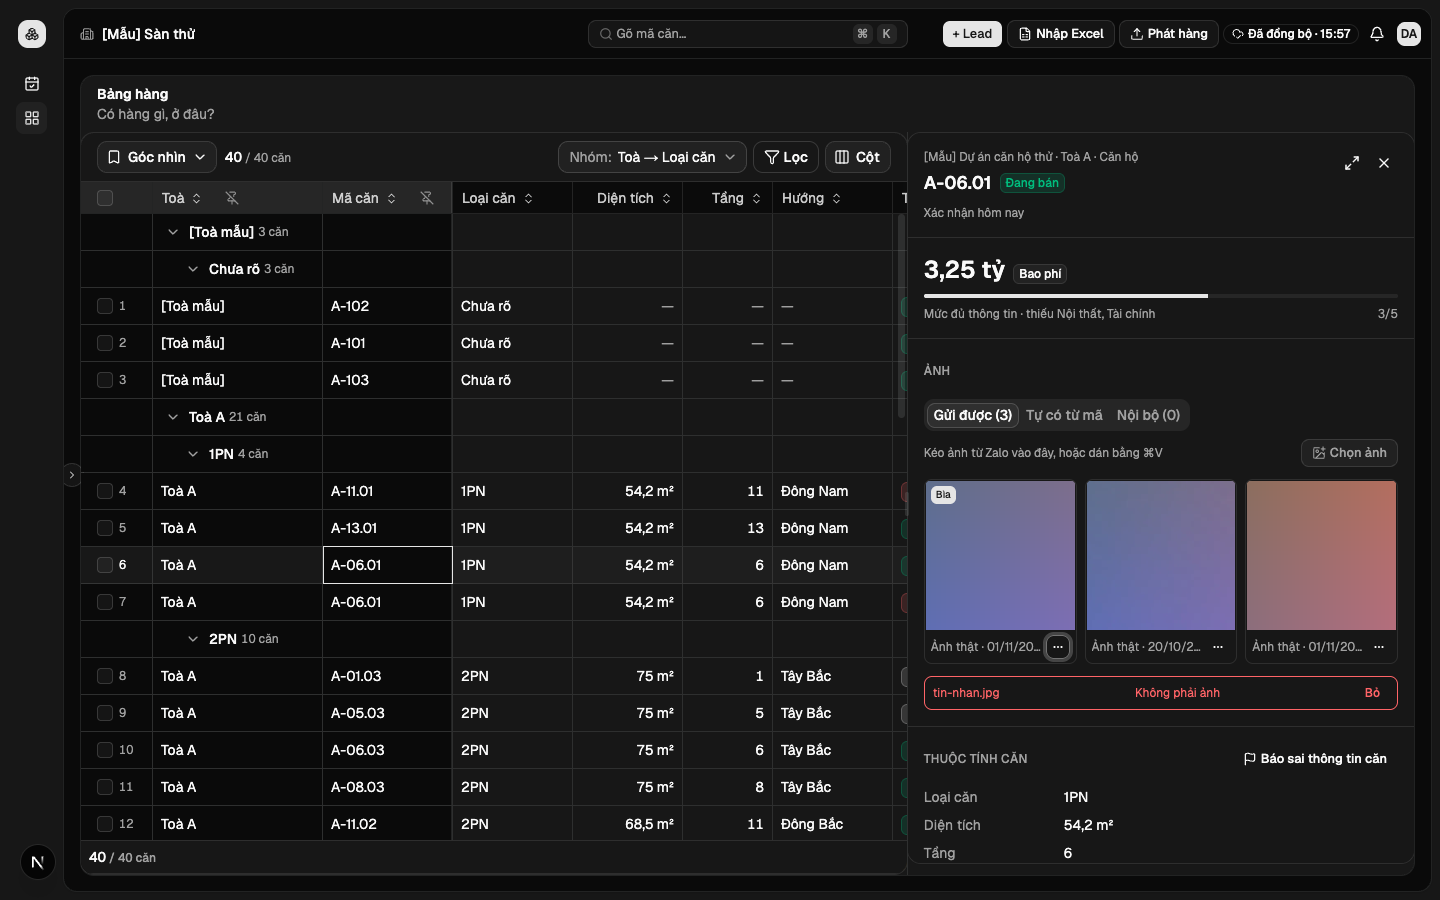 [Mẫu] Sàn thử
Gõ mã căn...
⌘ K
+ Lead
Nhập Excel
Phát hàng
Đã đồng bộ · 15:57
DA
Bảng hàng
Có hàng gì, ở đâu?
Góc nhìn
40 / 40 căn
Nhóm: Toà → Loại căn
Lọc
Cột
Toà
Mã căn
Loại căn
Diện tích
Tầng
Hướng
T
[Toà mẫu] 3 căn
Chưa rõ 3 căn
1 [Toà mẫu] A-102 Chưa rõ — — —
2 [Toà mẫu] A-101 Chưa rõ — — —
3 [Toà mẫu] A-103 Chưa rõ — — —
Toà A 21 căn
1PN 4 căn
4 Toà A A-11.01 1PN 54,2 m² 11 Đông Nam
5 Toà A A-13.01 1PN 54,2 m² 13 Đông Nam
6 Toà A A-06.01 1PN 54,2 m² 6 Đông Nam
7 Toà A A-06.01 1PN 54,2 m² 6 Đông Nam
2PN 10 căn
8 Toà A A-01.03 2PN 75 m² 1 Tây Bắc
9 Toà A A-05.03 2PN 75 m² 5 Tây Bắc
10 Toà A A-06.03 2PN 75 m² 6 Tây Bắc
11 Toà A A-08.03 2PN 75 m² 8 Tây Bắc
12 Toà A A-11.02 2PN 68,5 m² 11 Đông Bắc
40 / 40 căn
N
[Mẫu] Dự án căn hộ thử · Toà A · Căn hộ
A-06.01 Đang bán
Xác nhận hôm nay
3,25 tỷ Bao phí
Mức đủ thông tin · thiếu Nội thất, Tài chính 3/5
ẢNH
Gửi được (3) Tự có từ mã Nội bộ (0)
Kéo ảnh từ Zalo vào đây, hoặc dán bằng ⌘V
Chọn ảnh
Bìa
Ảnh thật · 01/11/20...
Ảnh thật · 20/10/2...
Ảnh thật · 01/11/20...
tin-nhan.jpg Không phải ảnh Bỏ
THUỘC TÍNH CĂN
Báo sai thông tin căn
Loại căn 1PN
Diện tích 54,2 m²
Tầng 6